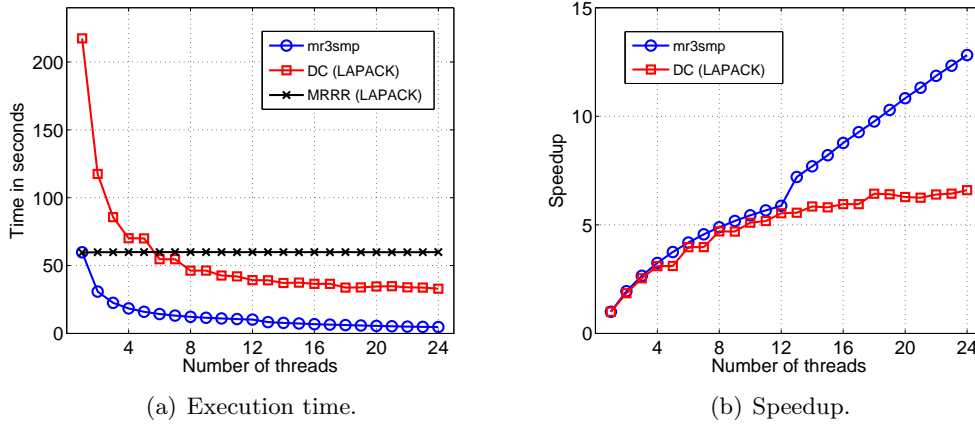 200
150
100
50
0
4
8
12
16
20
24
Time in seconds
Number of threads
mr3smp
DC (LAPACK)
MRRR (LAPACK)
(a) Execution time.
15
10
5
0
4
8
12
16
20
24
Speedup
Number of threads
mr3smp
DC (LAPACK)
(b) Speedup.